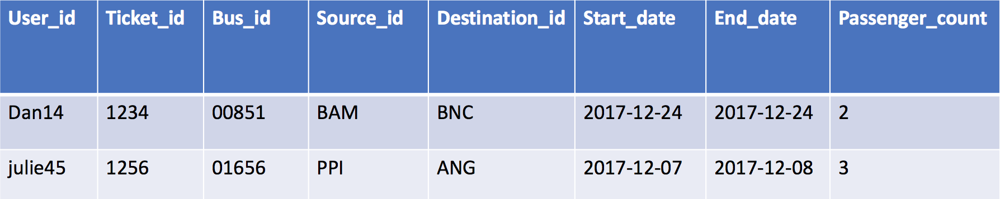 User_id Ticket_id Bus_id Source_id Destination_id Start_date End_date Passenger_count
Dan14 1234 00851 BAM BNC 2017-12-24 2017-12-24 2
julie45 1256 01656 PPI ANG 2017-12-07 2017-12-08 3